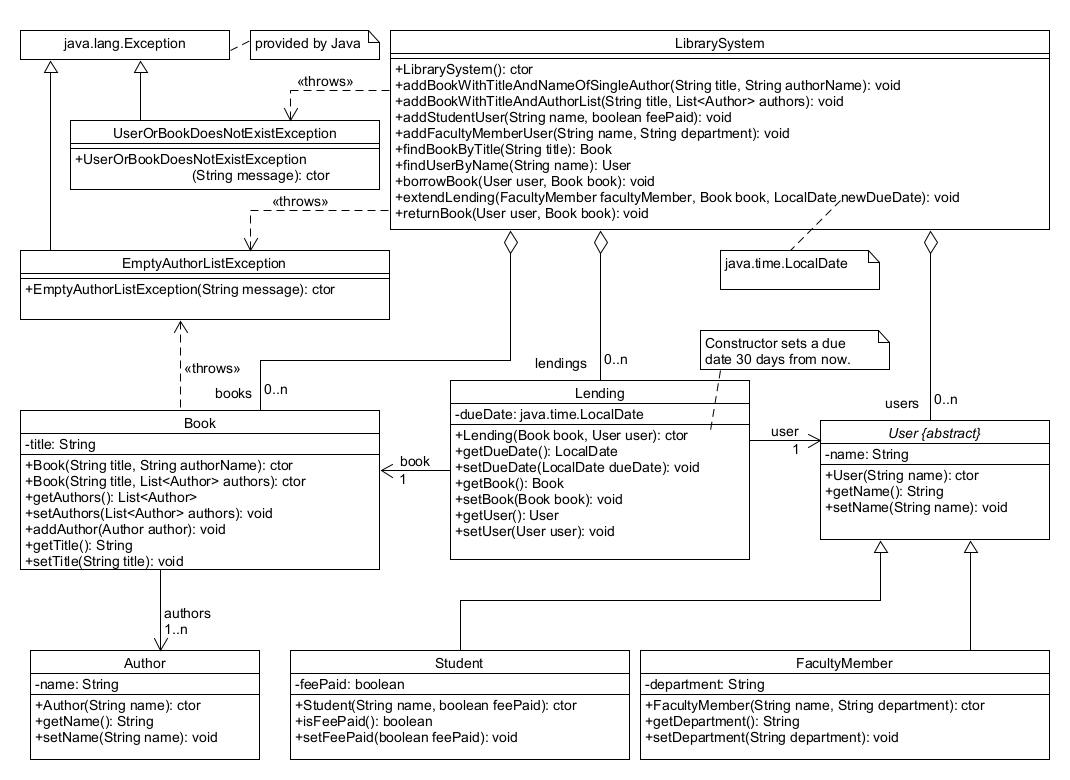 java.lang.Exception
provided by Java
LibrarySystem
+LibrarySystem(): ctor
+addBookWithTitleAndNameOfSingleAuthor(String title, String authorName): void
+addBookWithTitleAndAuthorList(String title, List<Author> authors): void
+addStudentUser(String name, boolean feePaid): void
+addFacultyMemberUser(String name, String department): void
+findBookByTitle(String title): Book
+findUserByName(String name): User
+borrowBook(User user, Book book): void
+extendLending(FacultyMember facultyMember, Book book, LocalDate newDueDate): void
+returnBook(User user, Book book): void
«throws»
UserOrBookDoesNotExistException
+UserOrBookDoesNotExistException
(String message): ctor
«throws»
EmptyAuthorListException
+EmptyAuthorListException(String message): ctor
java.time.LocalDate
Constructor sets a due
date 30 days from now.
«throws»
books
0..n
lendings
0..n
users
0..n
Book
-title: String
+Book(String title, String authorName): ctor
+Book(String title, List<Author> authors): ctor
+getAuthors(): List<Author>
+setAuthors(List<Author> authors): void
+addAuthor(Author author): void
+getTitle(): String
+setTitle(String title): void
book
1
Lending
-dueDate: java.time.LocalDate
+Lending(Book book, User user): ctor
+getDueDate(): LocalDate
+setDueDate(LocalDate dueDate): void
+getBook(): Book
+setBook(Book book): void
+getUser(): User
+setUser(User user): void
user
1
User {abstract}
-name: String
+User(String name): ctor
+getName(): String
+setName(String name): void
authors
1..n
Author
-name: String
+Author(String name): ctor
+getName(): String
+setName(String name): void
Student
-feePaid: boolean
+Student(String name, boolean feePaid): ctor
+isFeePaid(): boolean
+setFeePaid(boolean feePaid): void
FacultyMember
-department: String
+FacultyMember(String name, String department): ctor
+getDepartment(): String
+setDepartment(String department): void